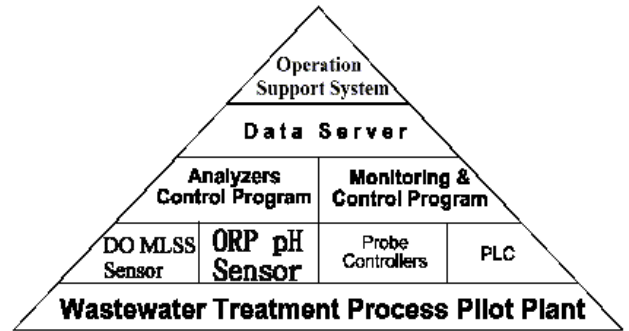 Operation
Support System
Data Server
Analyzers
Control Program
Monitoring &
Control Program
DO MLSS
Sensor
ORP pH
Sensor
Probe
Controllers
PLC
Wastewater Treatment Process Pilot Plant